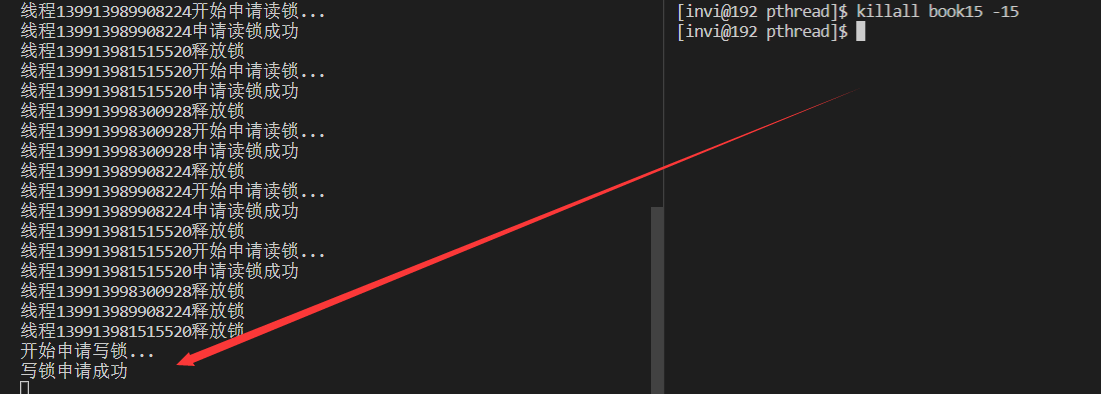 线程139913989908224开始申请读锁...
线程139913989908224申请读锁成功
线程139913981515520释放锁
线程139913981515520开始申请读锁...
线程139913981515520申请读锁成功
线程139913998300928释放锁
线程139913998300928开始申请读锁...
线程139913998300928申请读锁成功
线程139913989908224释放锁
线程139913989908224开始申请读锁...
线程139913989908224申请读锁成功
线程139913981515520释放锁
线程139913981515520开始申请读锁...
线程139913981515520申请读锁成功
线程139913998300928释放锁
线程139913989908224释放锁
线程139913981515520释放锁
开始申请写锁...
写锁申请成功
[invi@192 pthread]$ killall book15 -15
[invi@192 pthread]$